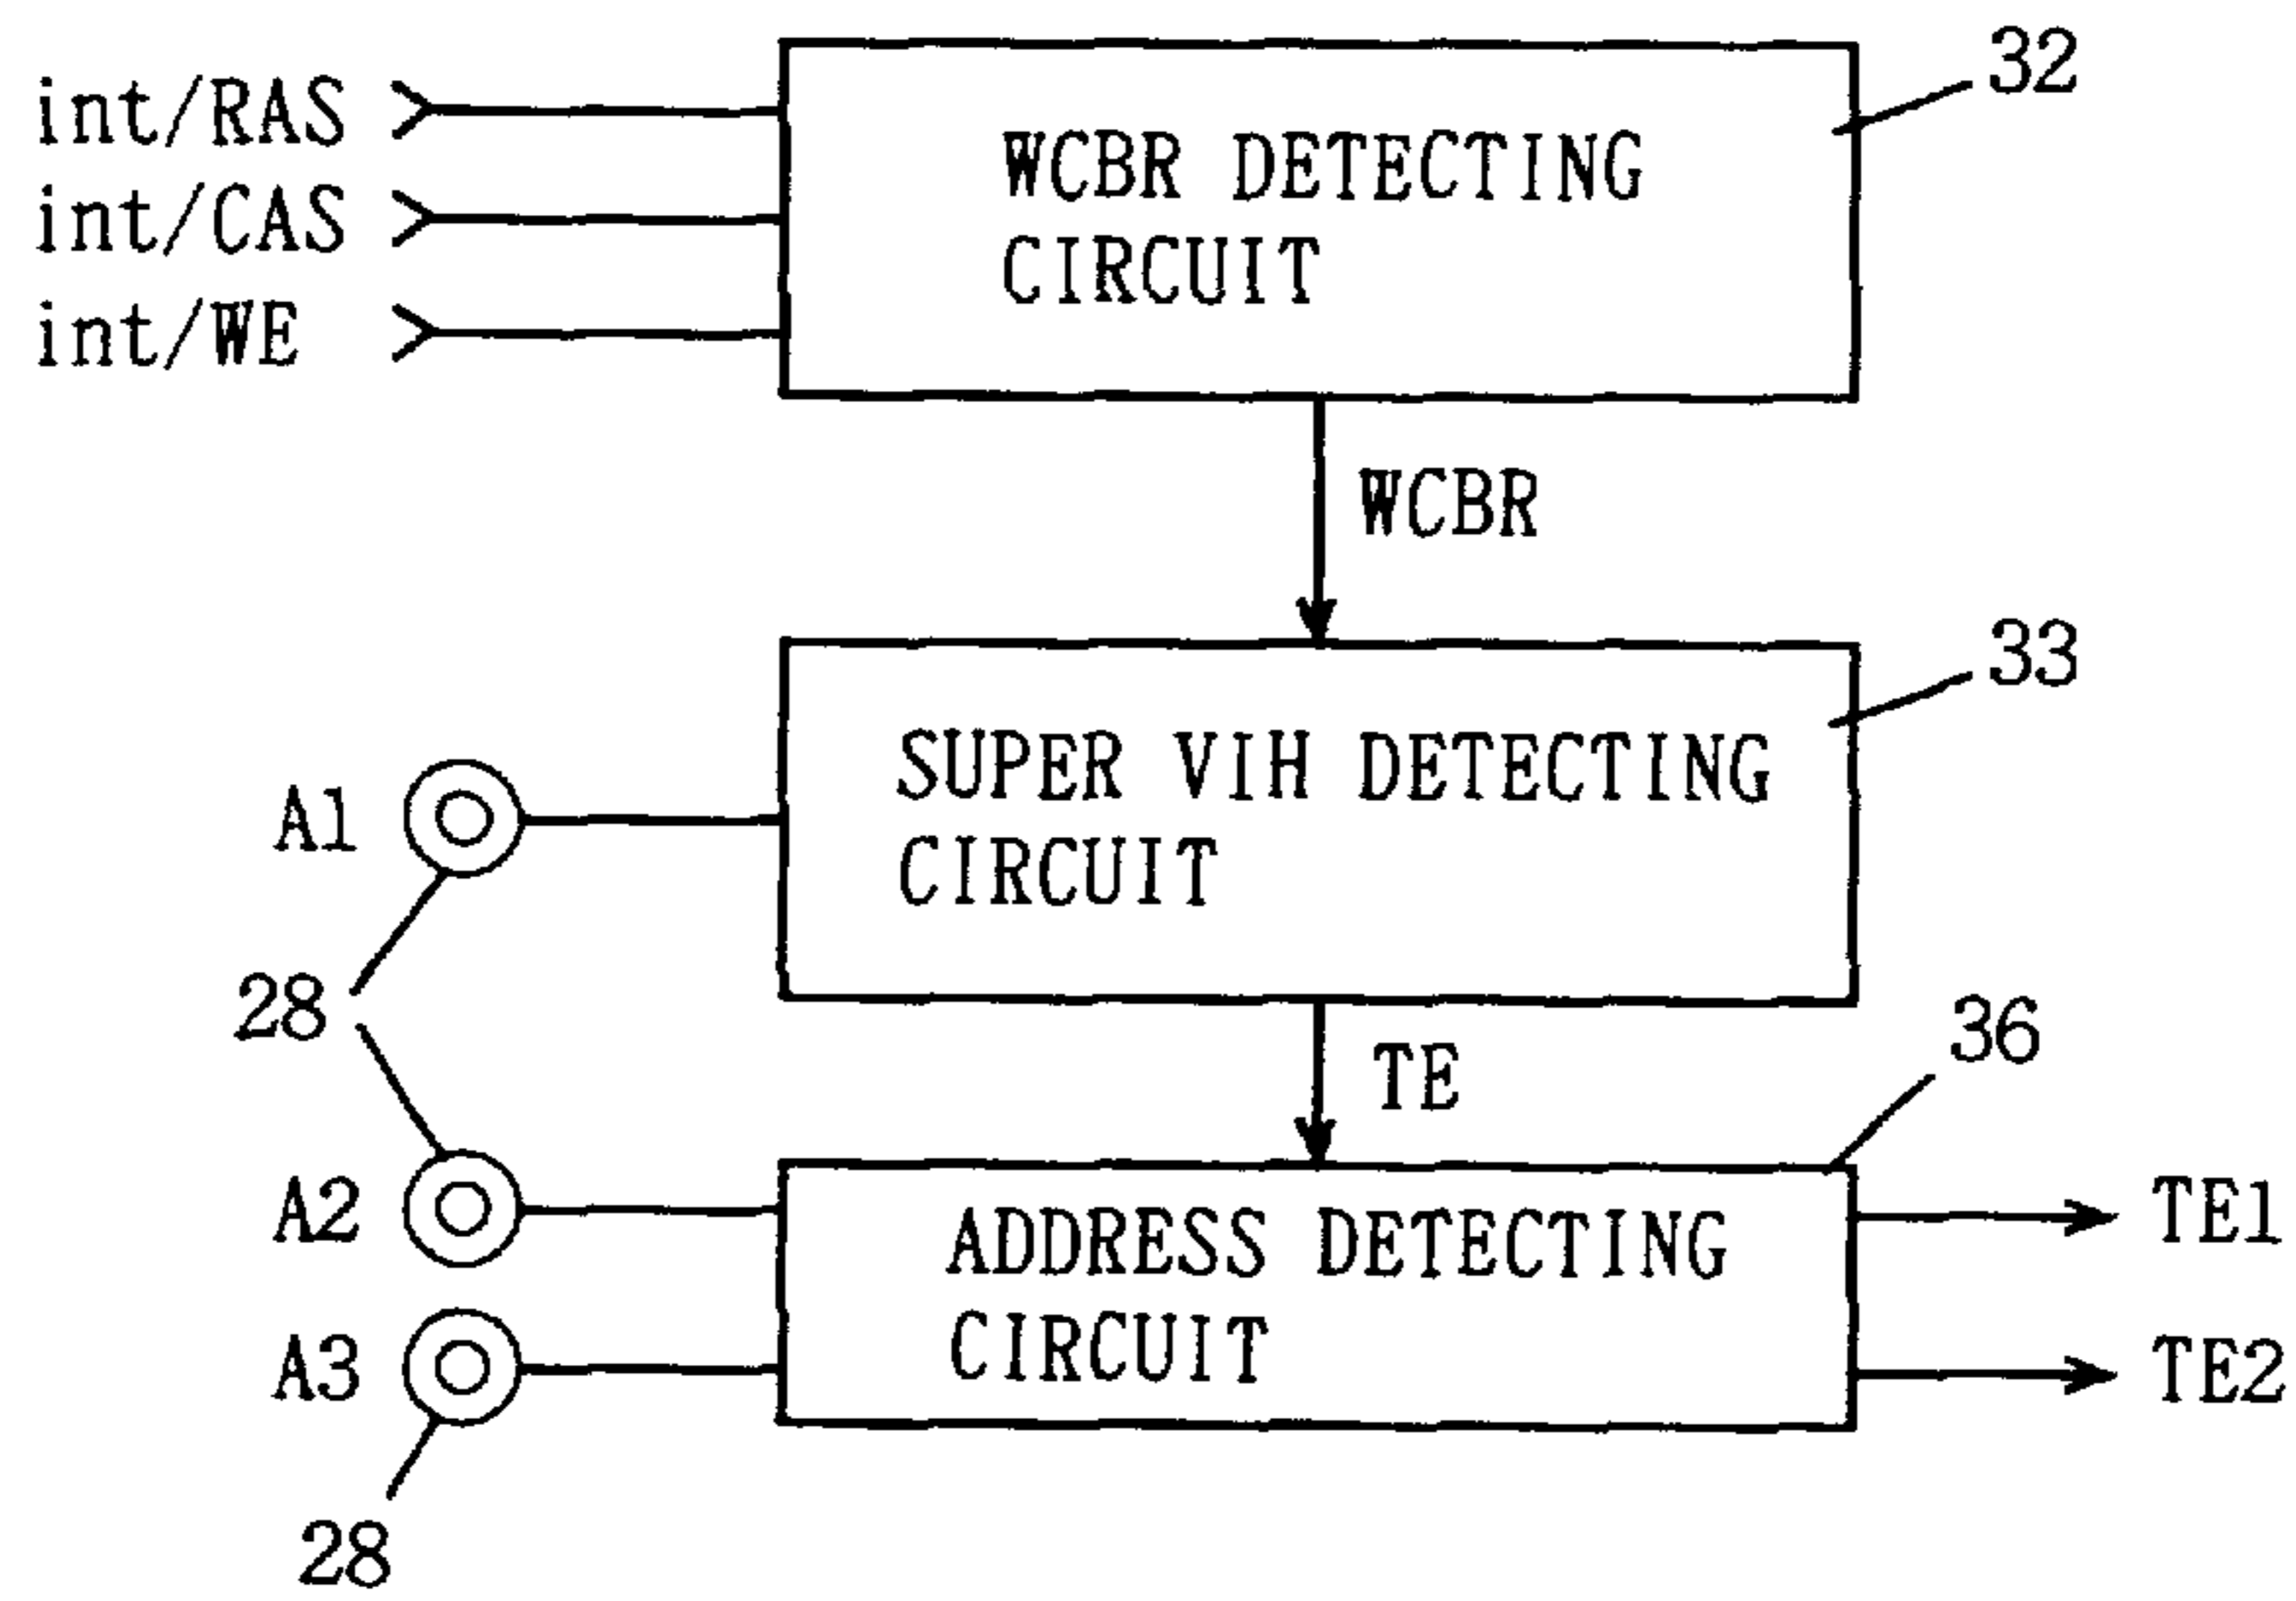 32
int/RAS
WCBR DETECTING
int/CAS
CIRCUIT
int/WE
WCBR
33
SUPER VIH DETECTING
A1
CIRCUIT
28
36
TE
A2
ADDRESS DETECTING
TE1
A3
CIRCUIT
TE2
28